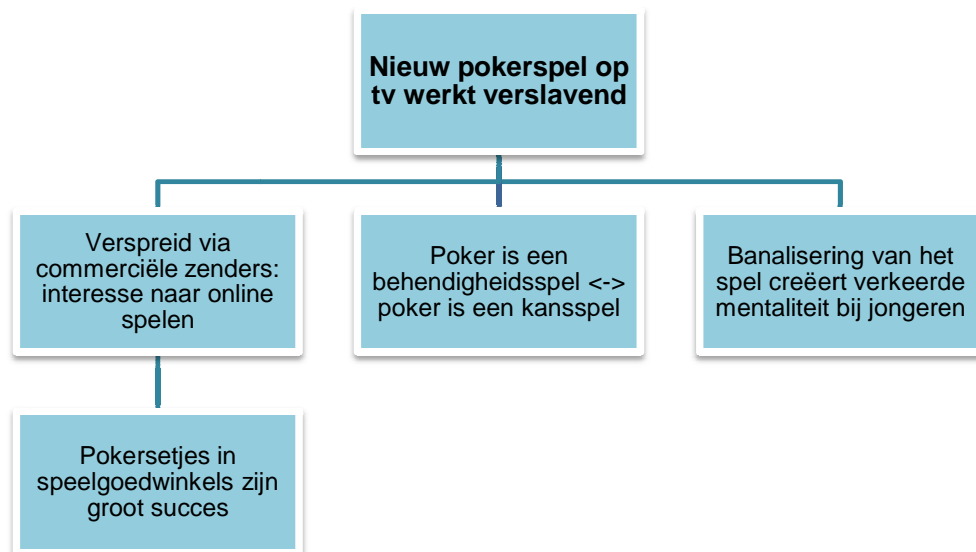 Nieuw pokerspel op
tv werkt verslavend
Verspreid via
commerciële zenders:
interesse naar online
spelen
Poker is een
behendigheidsspel <->
poker is een kansspel
Banalisering van het
spel creëert verkeerde
mentaliteit bij jongeren
Pokersetjes in
speelgoedwinkels zijn
groot succes